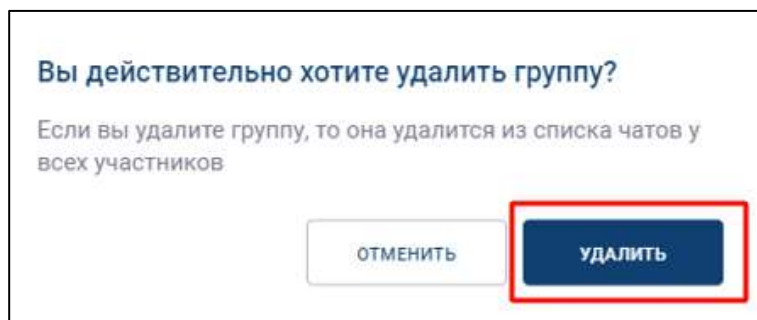 Вы действительно хотите удалить группу?
Если вы удалите группу, то она удалится из списка чатов у
всех участников
ОТМЕНИТЬ
УДАЛИТЬ